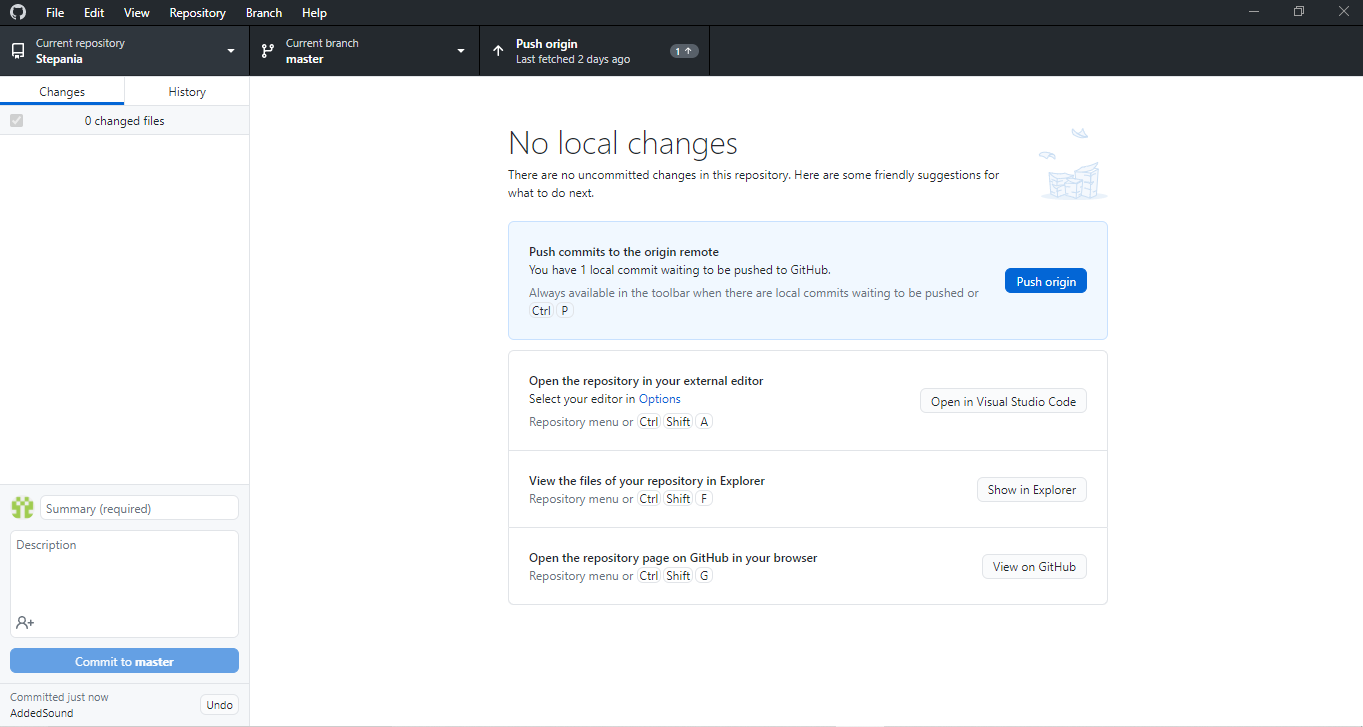 File Edit View Repository Branch Help
Current repository
Stepania
Current branch
master
Push origin
Last fetched 2 days ago
1
Changes History
0 changed files
No local changes
There are no uncommitted changes in this repository. Here are some friendly suggestions for
what to do next.
Push commits to the origin remote
You have 1 local commit waiting to be pushed to GitHub.
Always available in the toolbar when there are local commits waiting to be pushed or
Ctrl P
Push origin
Open the repository in your external editor
Select your editor in Options
Repository menu or Ctrl Shift A
Open in Visual Studio Code
View the files of your repository in Explorer
Repository menu or Ctrl Shift F
Show in Explorer
Open the repository page on GitHub in your browser
Repository menu or Ctrl Shift G
View on GitHub
Summary (required)
Description
Commit to master
Committed just now
AddedSound
Undo